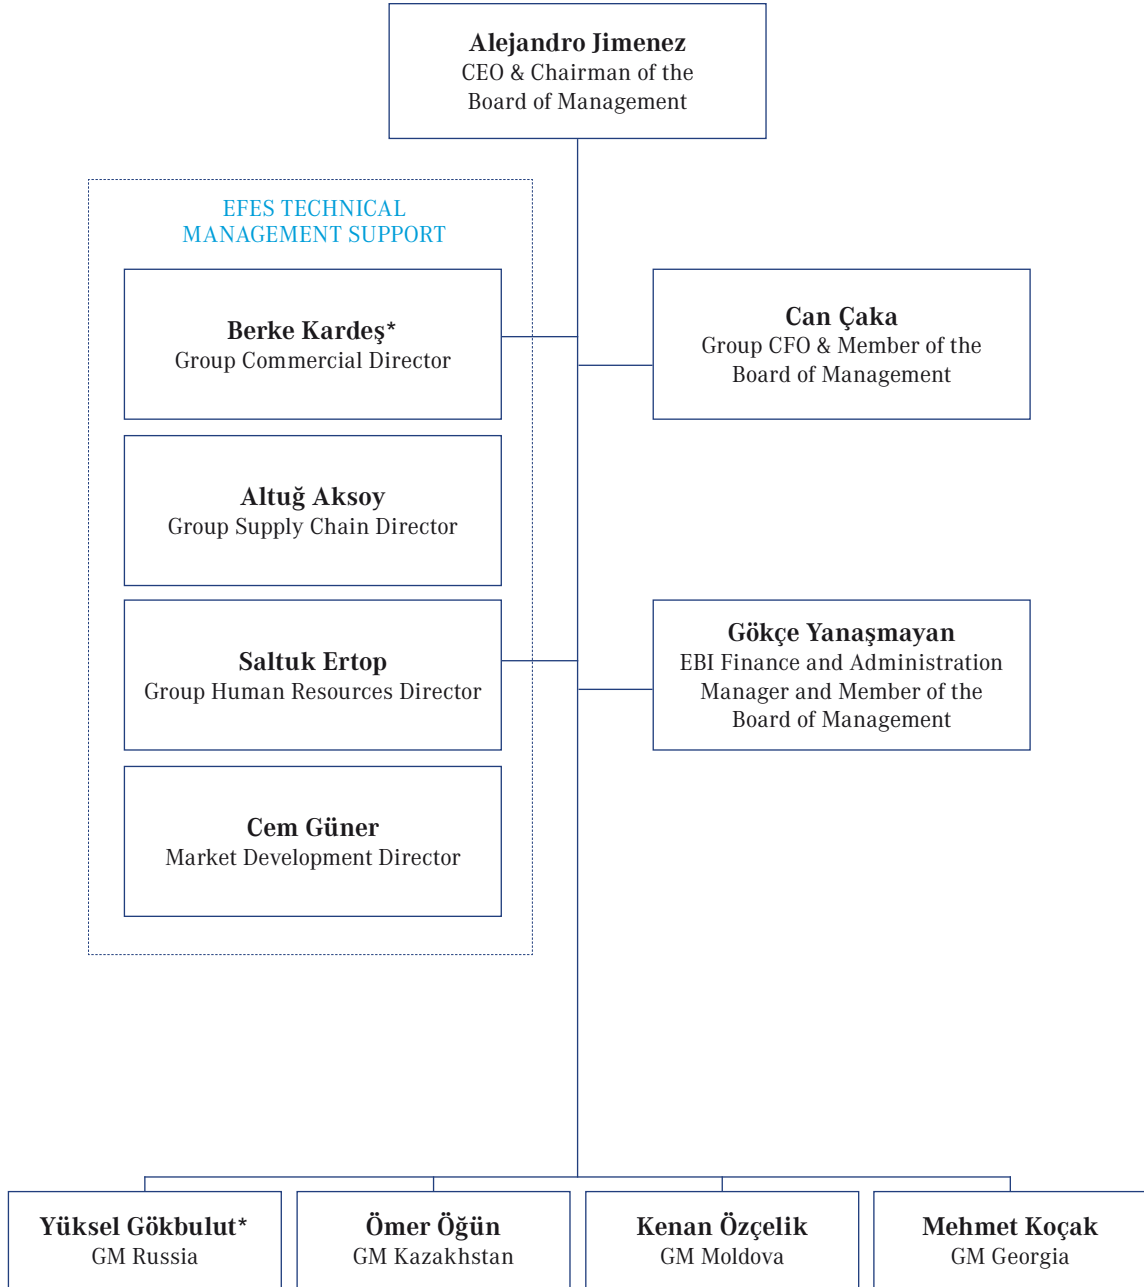 Alejandro Jimenez
CEO & Chairman of the
Board of Management
EFES TECHNICAL
MANAGEMENT SUPPORT
Berke Kardeş*
Group Commercial Director
Can Çaka
Group CFO & Member of the
Board of Management
Altuğ Aksoy
Group Supply Chain Director
Saltuk Ertop
Group Human Resources Director
Gökçe Yanaşmayan
EBI Finance and Administration
Manager and Member of the
Board of Management
Cem Güner
Market Development Director
Yüksel Gökbulut*
GM Russia
Ömer Öğün
GM Kazakhstan
Kenan Özçelik
GM Moldova
Mehmet Koçak
GM Georgia